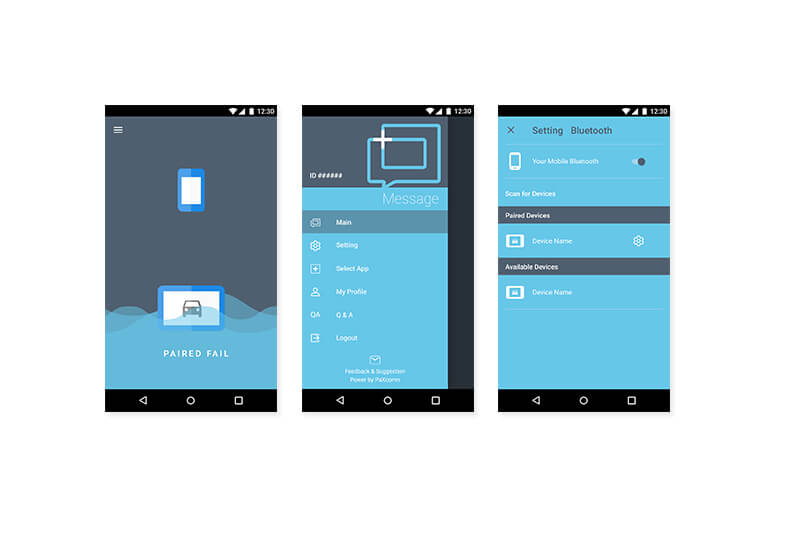 12:30
PAIRED FAIL
12:30
ID ######
Message
Main
Setting
Select App
My Profile
QA Q & A
Logout
Feedback & Suggestion
Power by PaXcomm
12:30
Setting Bluetooth
Your Mobile Bluetooth
Scan for Devices
Paired Devices
Device Name
Available Devices
Device Name